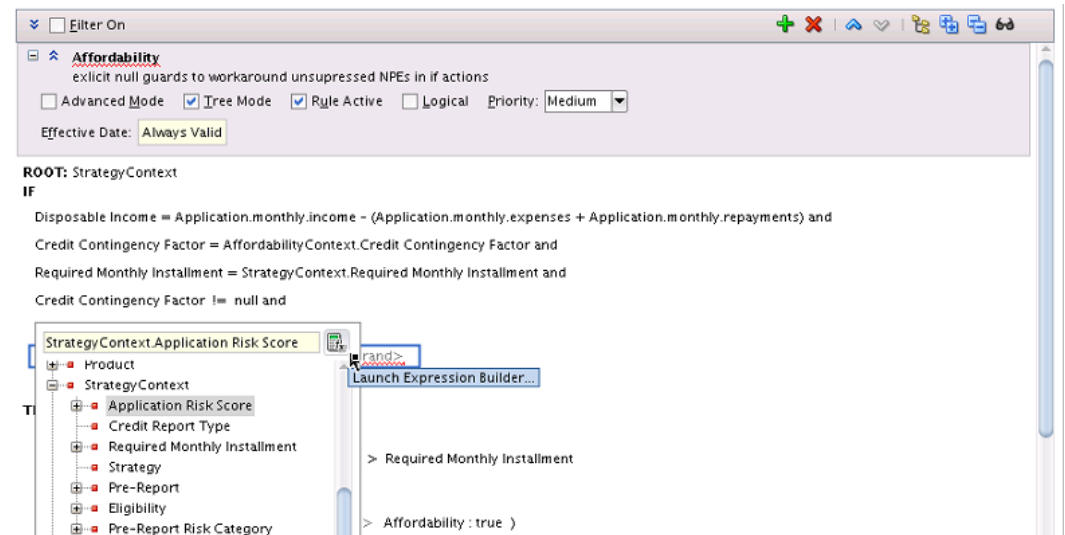 Filter On
Affordability
exlicit null guards to workaround unsupressed NPEs in if actions
Advanced Mode Tree Mode Rule Active Logical Priority: Medium
Effective Date: Always Valid
ROOT: StrategyContext
IF
Disposable Income = Application.monthly.income - (Application.monthly.expenses + Application.monthly.repayments) and
Credit Contingency Factor = AffordabilityContext.Credit Contingency Factor and
Required Monthly Installment = StrategyContext.Required Monthly Installment and
Credit Contingency Factor != null and
StrategyContext.Application Risk Score
rand>
Product
Launch Expression Builder...
StrategyContext
Application Risk Score
TI
Credit Report Type
Required Monthly Installment
> Required Monthly Installment
Strategy
Pre-Report
Eligibility
> Affordability : true )
Pre-Report Risk Category